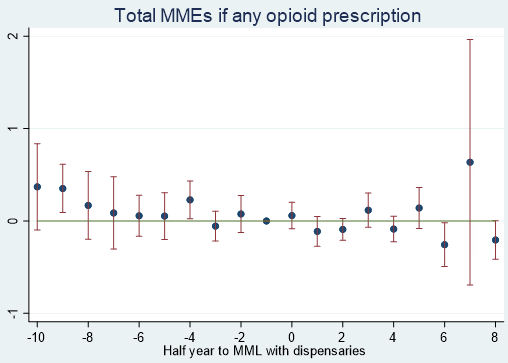 Total MMEs if any opioid prescription
2
1
0
-1
-10 -8 -6 -4 -2 0 2 4 6 8
Half year to MML with dispensaries